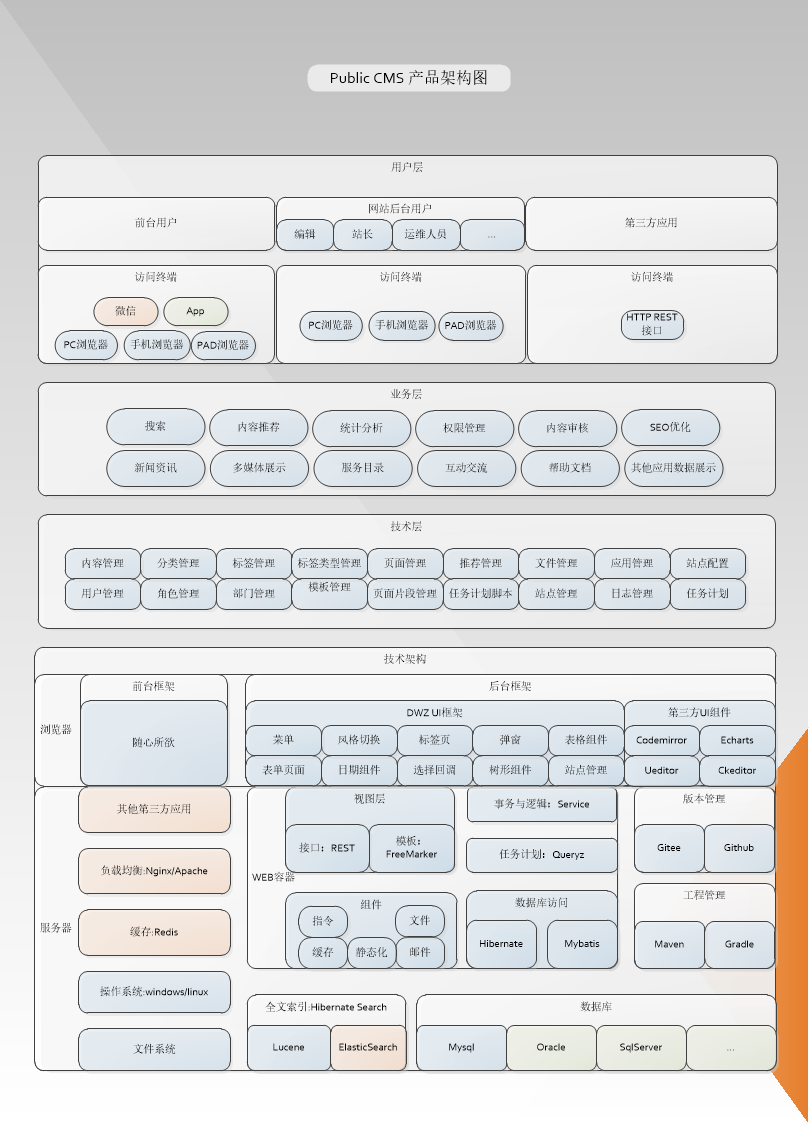 Public CMS 产品架构图
用户层
前台用户
网站后台用户
编辑
站长
运维人员
...
第三方应用
访问终端
微信
App
PC浏览器
手机浏览器
PAD浏览器
访问终端
PC浏览器
手机浏览器
PAD浏览器
访问终端
HTTP REST
接口
业务层
搜索
内容推荐
统计分析
权限管理
内容审核
SEO优化
新闻资讯
多媒体展示
服务目录
互动交流
帮助文档
其他应用数据展示
技术层
内容管理
分类管理
标签管理
标签类型管理
页面管理
推荐管理
文件管理
应用管理
站点配置
用户管理
角色管理
部门管理
模板管理
页面片段管理
任务计划脚本
站点管理
日志管理
任务计划
技术架构
浏览器
前台框架
随心所欲
后台框架
DWZ UI框架
菜单
风格切换
标签页
弹窗
表格组件
表单页面
日期组件
选择回调
树形组件
站点管理
第三方UI组件
Codemirror
Echarts
Ueditor
Ckeditor
服务器
其他第三方应用
负载均衡:Nginx/Apache
缓存:Redis
操作系统:windows/linux
文件系统
WEB容器
视图层
接口：REST
模板：
FreeMarker
组件
指令
文件
缓存
静态化
邮件
事务与逻辑：Service
任务计划：Queryz
数据库访问
Hibernate
Mybatis
版本管理
Gitee
Github
工程管理
Maven
Gradle
全文索引:Hibernate Search
Lucene
ElasticSearch
数据库
Mysql
Oracle
SqlServer
...